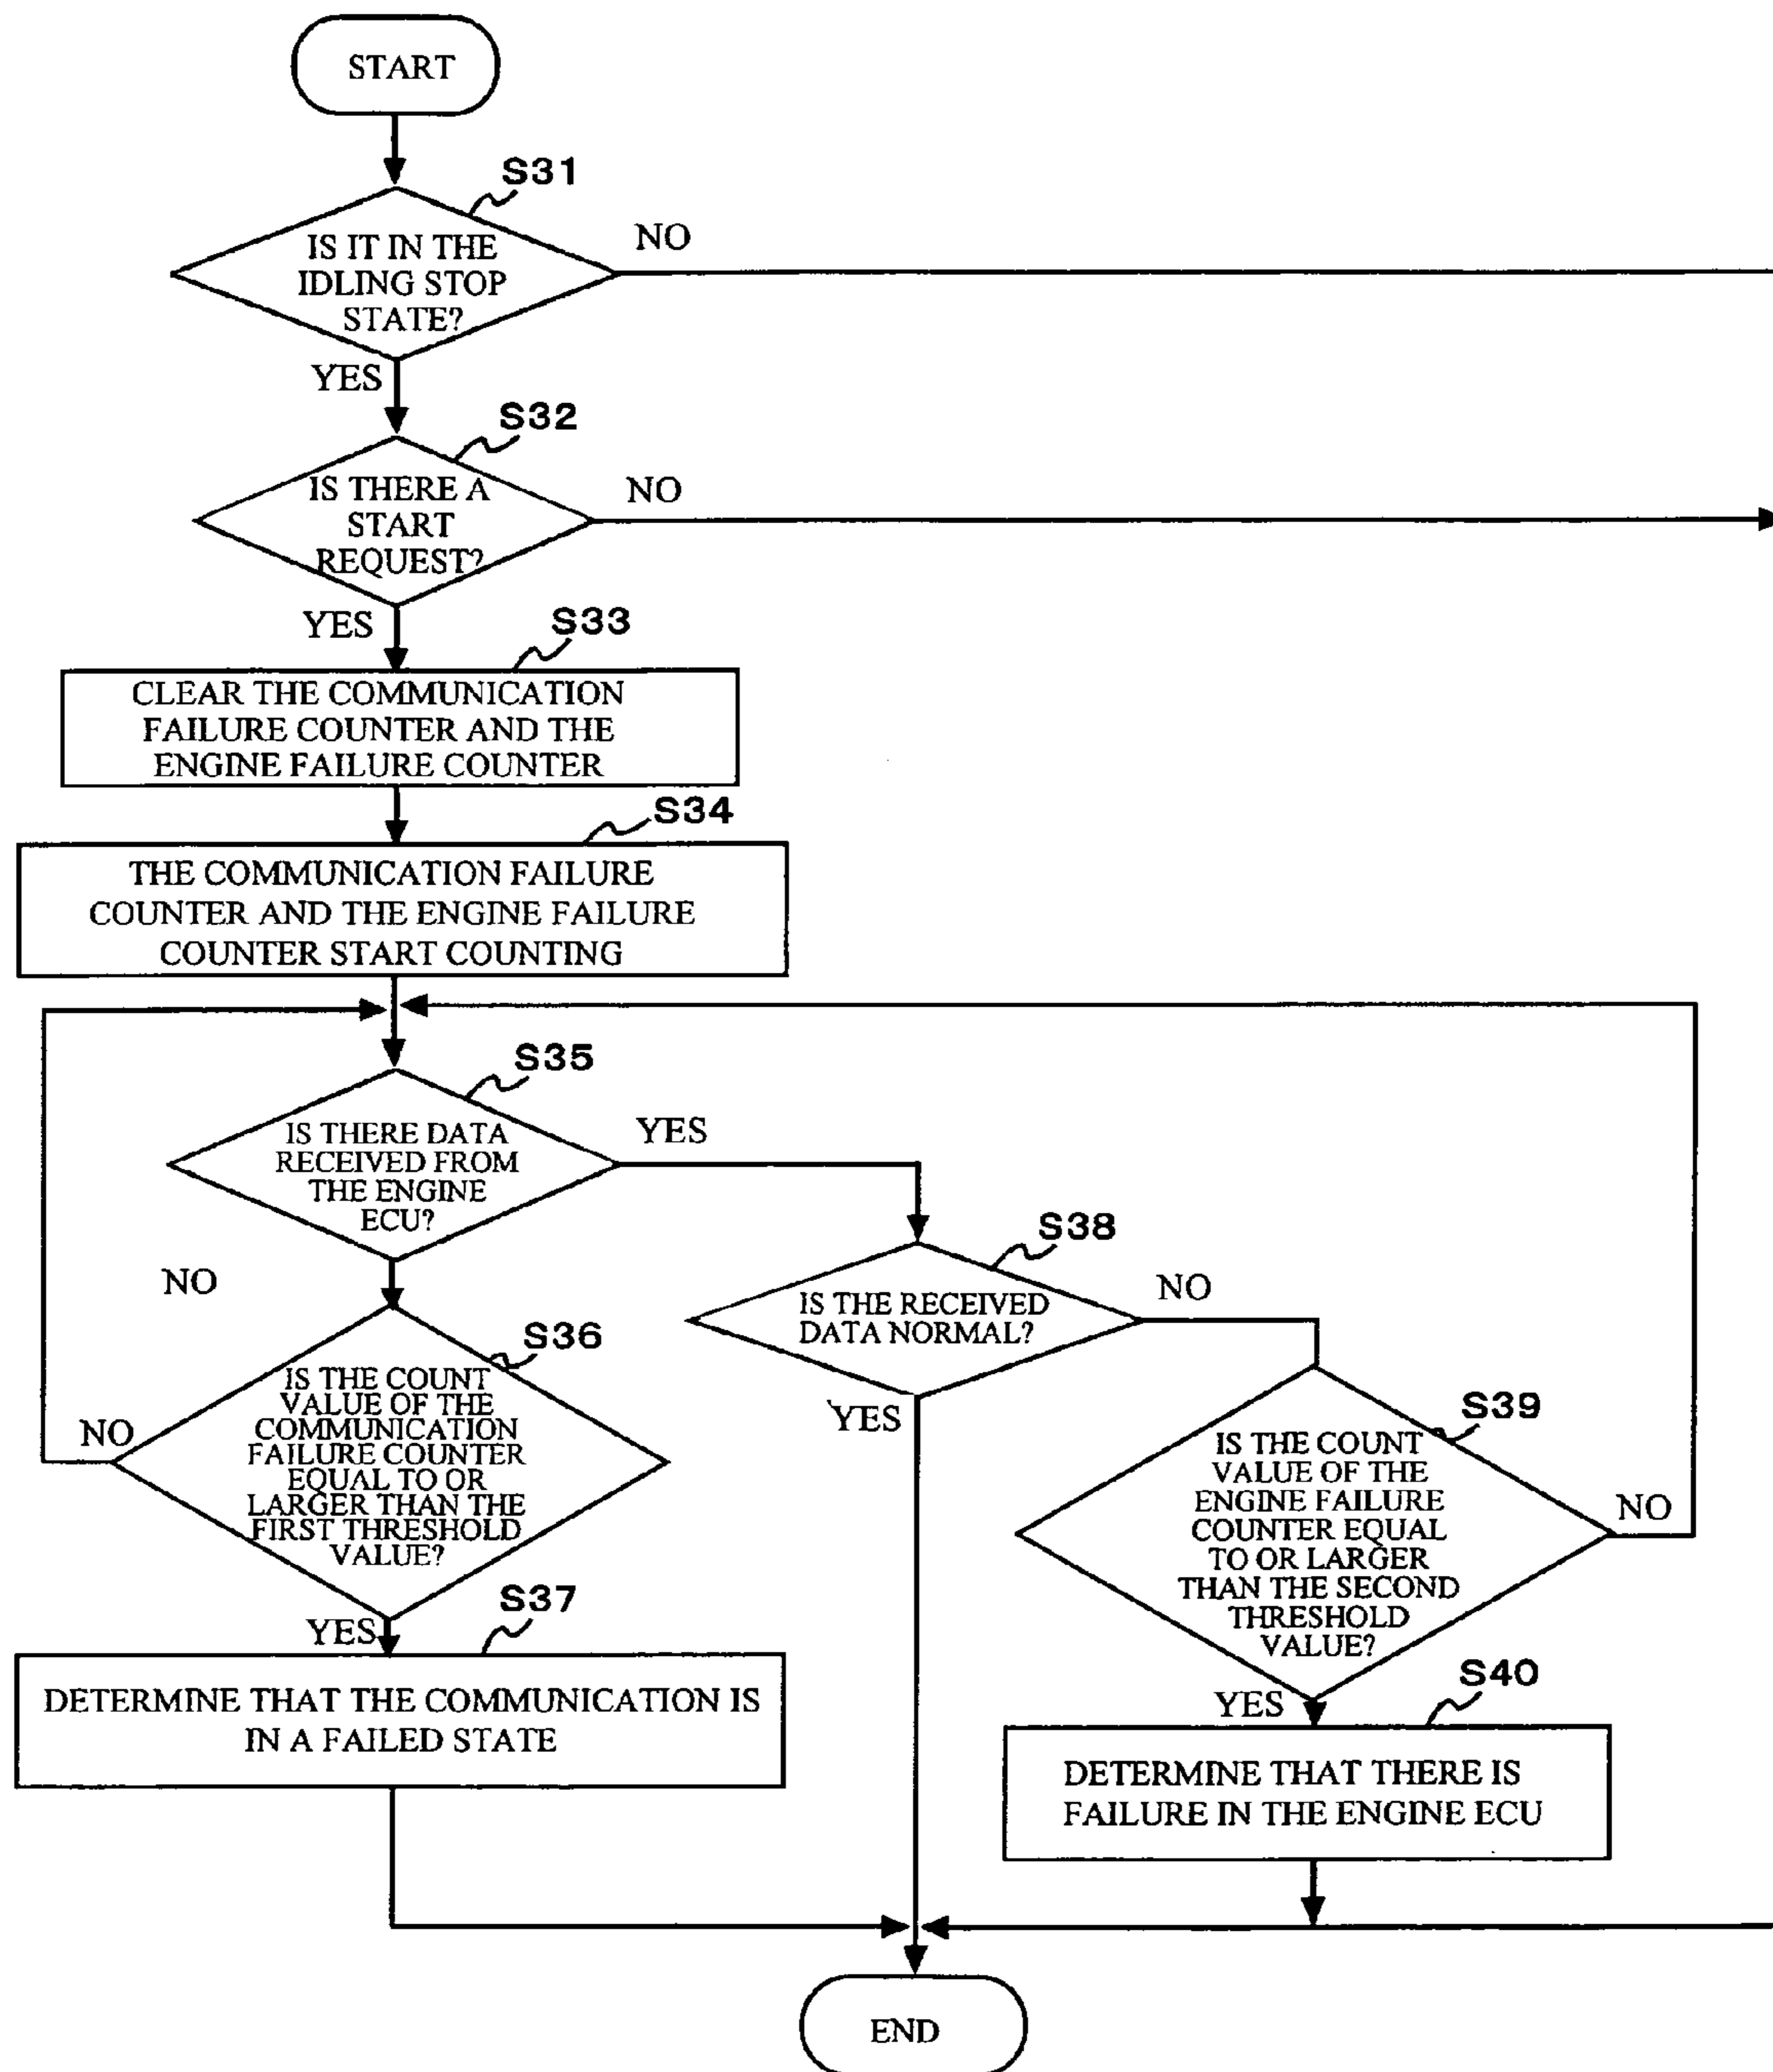 START
S31
IS IT IN THE
IDLING STOP
STATE?
NO
YES
S32
IS THERE A
START
REQUEST?
NO
YES
S33
CLEAR THE COMMUNICATION
FAILURE COUNTER AND THE
ENGINE FAILURE COUNTER
S34
THE COMMUNICATION FAILURE
COUNTER AND THE ENGINE FAILURE
COUNTER START COUNTING
S35
IS THERE DATA
RECEIVED FROM
THE ENGINE
ECU?
YES
NO
S36
IS THE COUNT
VALUE OF THE
COMMUNICATION
FAILURE COUNTER
EQUAL TO OR
LARGER THAN THE
FIRST THRESHOLD
VALUE?
NO
YES
S37
DETERMINE THAT THE COMMUNICATION IS
IN A FAILED STATE
S38
IS THE RECEIVED
DATA NORMAL?
NO
YES
S39
IS THE COUNT
VALUE OF THE
ENGINE FAILURE
COUNTER EQUAL
TO OR LARGER
THAN THE SECOND
THRESHOLD
VALUE?
NO
YES
S40
DETERMINE THAT THERE IS
FAILURE IN THE ENGINE ECU
END